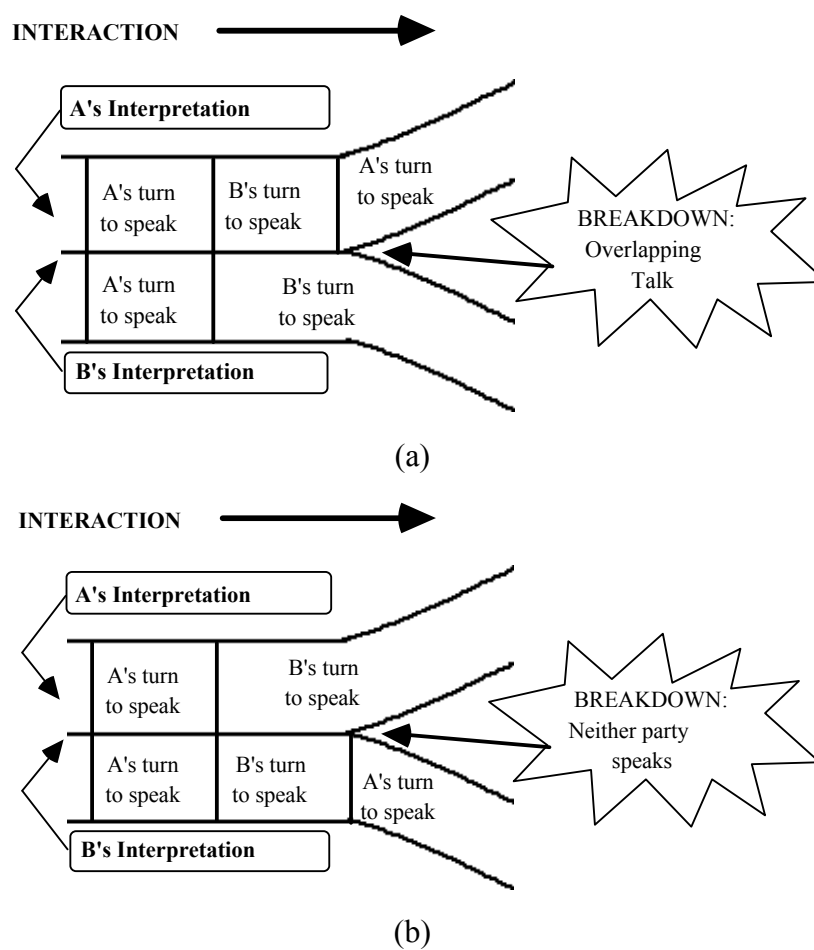 INTERACTION
A's Interpretation
A's turn
to speak
B's turn
to speak
A's turn
to speak
BREAKDOWN:
Overlapping
Talk
A's turn
to speak
B's turn
to speak
B's Interpretation
(a)
INTERACTION
A's Interpretation
A's turn
to speak
B's turn
to speak
BREAKDOWN:
Neither party
speaks
A's turn
to speak
B's turn
to speak
A's turn
to speak
B's Interpretation
(b)